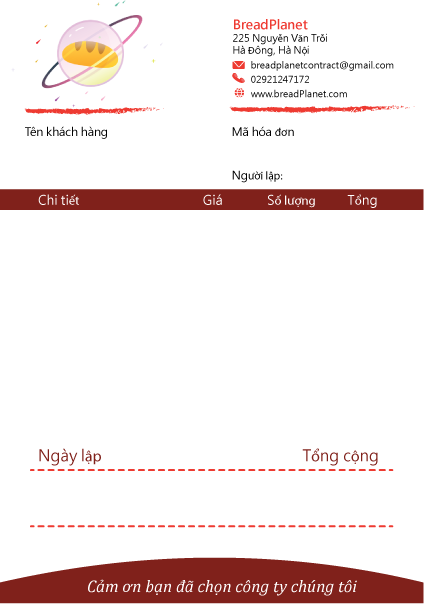 BreadPlanet
225 Nguyễn Văn Trỗi
Hà Đông, Hà Nội
breadplanetcontract@gmail.com
02921247172
www.breadPlanet.com
Tên khách hàng
Mã hóa đơn
Người lập:
Chi tiết Giá Số lượng Tổng
Ngày lập Tổng cộng
Cảm ơn bạn đã chọn công ty chúng tôi